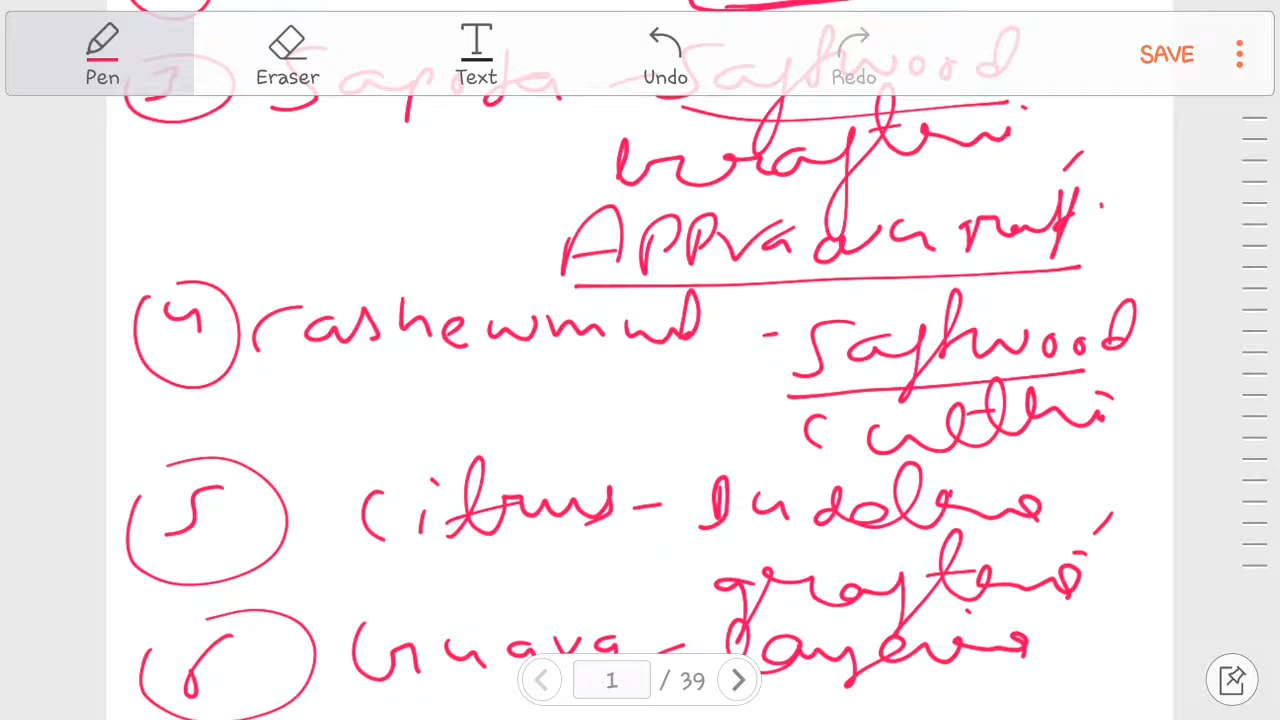 Pen Eraser Text Undo Redo SAVE
3 Sapota - Softwood
grafting,
Approach graft.
4 Cashewnut - Softwood
Cutting
5 Citrus -
grafting,
6 Guava - Layering
1 / 39